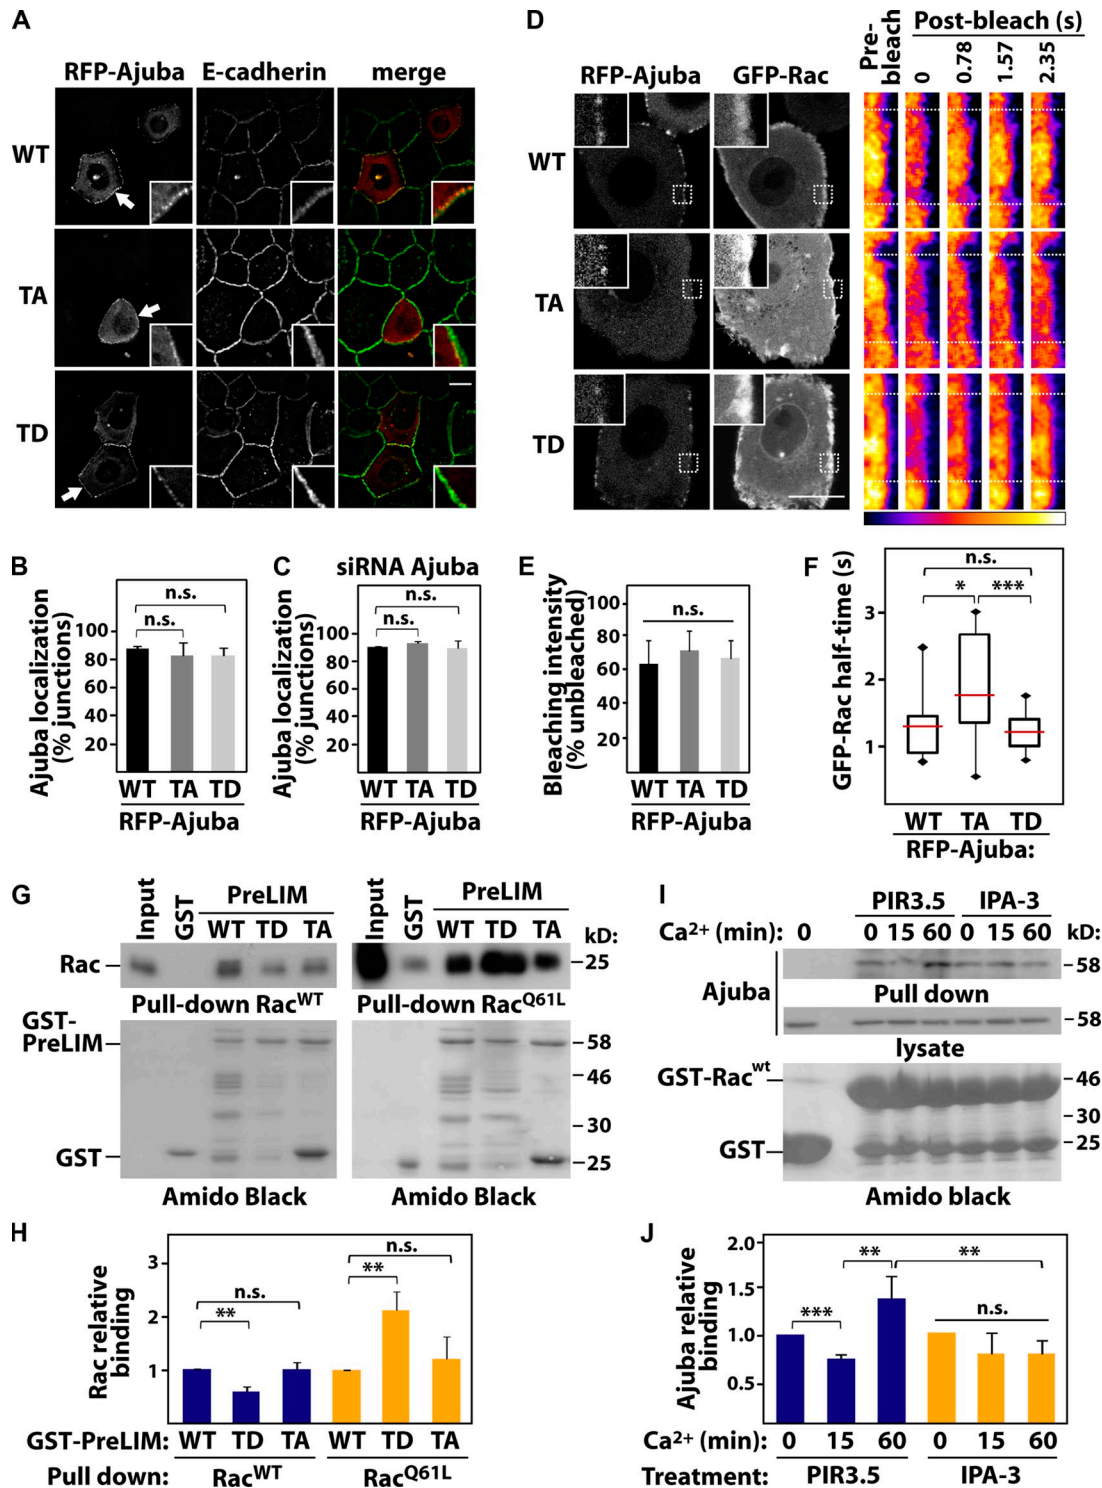 A
RFP-Ajuba E-cadherin merge
WT
TA
TD
D
RFP-Ajuba GFP-Rac
Pre-bleach
Post-bleach (s)
0 0.78 1.57 2.35
WT
TA
TD
B
Ajuba localization (% junctions)
100
80
60
40
20
n.s.
n.s.
WT TA TD
RFP-Ajuba
C
siRNA Ajuba
Ajuba localization (% junctions)
100
80
60
40
20
n.s.
n.s.
WT TA TD
RFP-Ajuba
E
Bleaching intensity (% unbleached)
100
80
60
40
20
n.s.
WT TA TD
RFP-Ajuba
F
GFP-Rac half-time (s)
3
2
1
n.s.
* ***
WT TA TD
RFP-Ajuba:
G
Input GST PreLIM
WT TD TA
Rac
Pull-down Rac^WT
GST-PreLIM
GST
Amido Black
Input GST PreLIM
WT TD TA kD:
25
Pull-down Rac^Q61L
58
46
30
25
Amido Black
H
Rac relative binding
3
2
1
n.s.
**
n.s.
**
GST-PreLIM: WT TD TA WT TD TA
Pull down: Rac^WT Rac^Q61L
I
PIR3.5 IPA-3
Ca2+ (min): 0 0 15 60 0 15 60 kD:
58
Pull down
Ajuba
58
lysate
GST-Rac^wt
46
30
25
GST
Amido black
J
Ajuba relative binding
2.0
1.5
1.0
0.5
***
**
**
n.s.
Ca2+ (min): 0 15 60 0 15 60
Treatment: PIR3.5 IPA-3